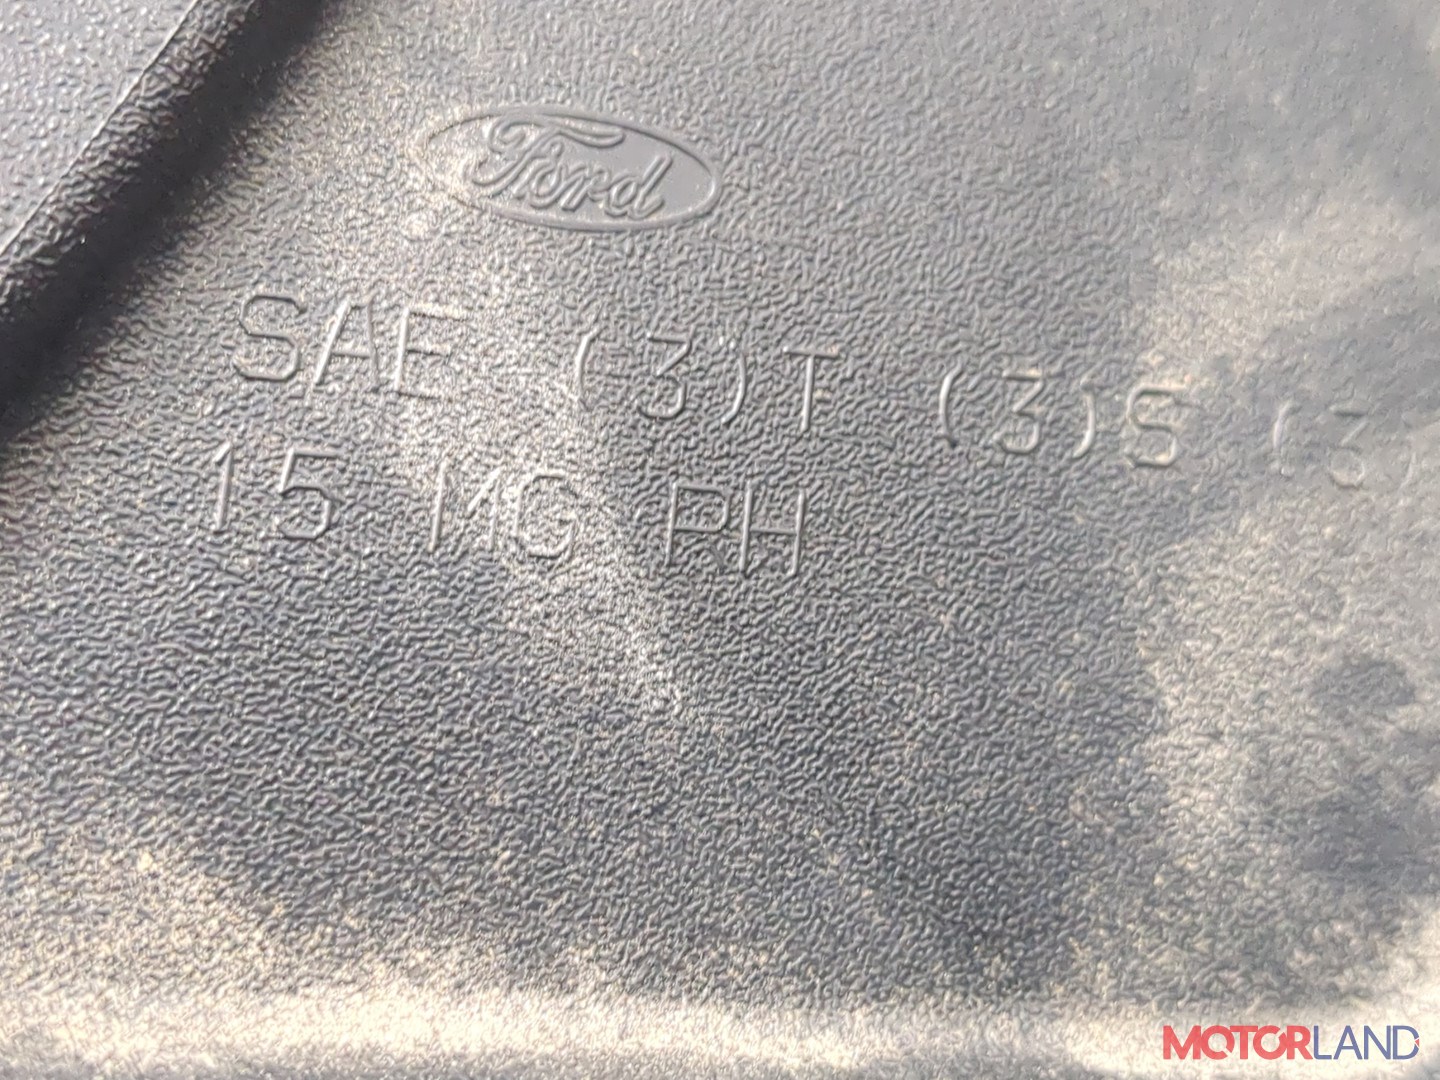 Ford
SAE (3)T (3)S (3)
15 MG RH
MOTORLAND